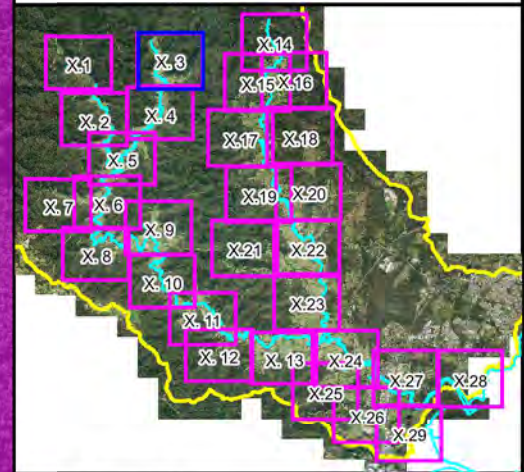 X.1
X. 3
X.14
X.15
X.16
X. 2
X. 4
X. 5
X.17
X.18
X. 7
X. 6
X.19
X.20
X. 9
X. 8
X.21
X.22
X. 10
X.23
X. 11
X. 12
X. 13
X.24
X.27
X.28
X.25
X.26
X.29